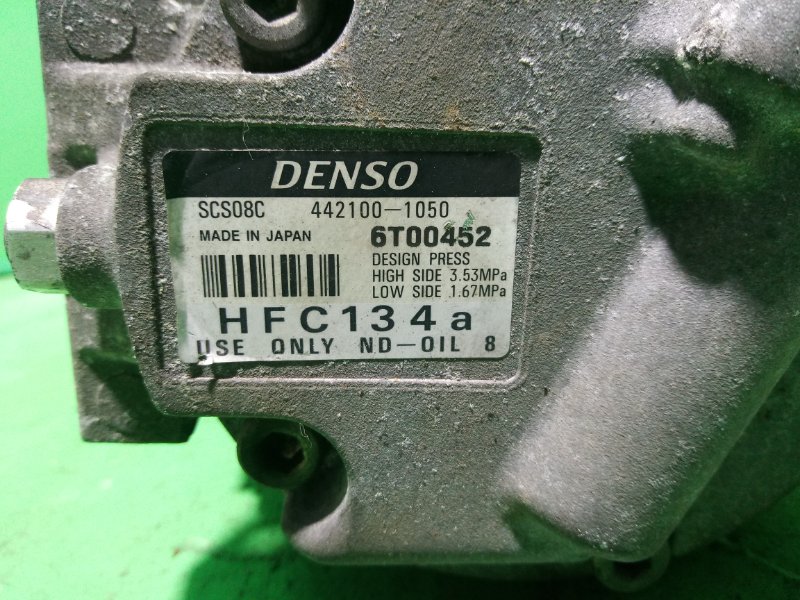 DENSO
SCS08C 442100-1050
MADE IN JAPAN 6T00452
DESIGN PRESS
HIGH SIDE 3.53MPa
LOW SIDE 1.67MPa
HFC134a
USE ONLY ND-OIL 8